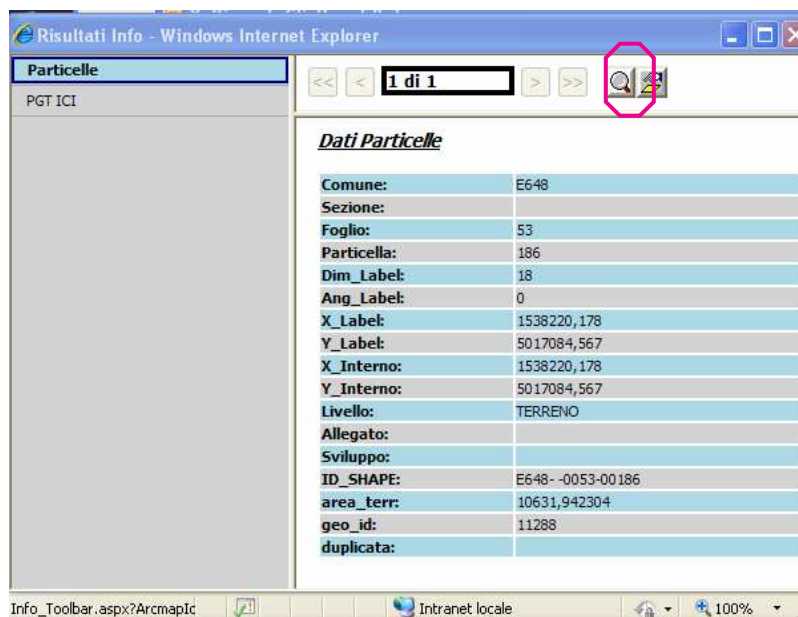 Risultati Info - Windows Internet Explorer
Particelle
PGT ICI
<< < 1 di 1 > >>
Dati Particelle
Comune: E648
Sezione:
Foglio: 53
Particella: 186
Dim_Label: 18
Ang_Label: 0
X_Label: 1538220,178
Y_Label: 5017084,567
X_Interno: 1538220,178
Y_Interno: 5017084,567
Livello: TERRENO
Allegato:
Sviluppo:
ID_SHAPE: E648- -0053-00186
area_terr: 10631,942304
geo_id: 11288
duplicata:
Info_Toolbar.aspx?ArcmapIc Intranet locale 100%